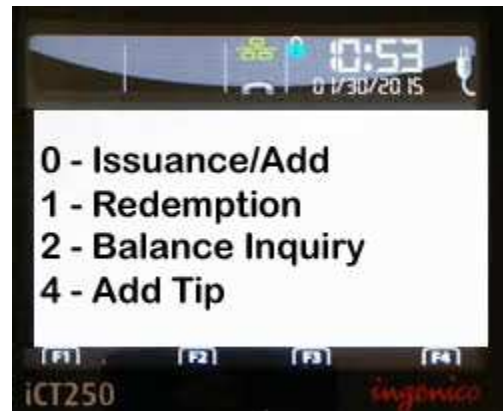 10:53
01/30/2015
0 - Issuance/Add
1 - Redemption
2 - Balance Inquiry
4 - Add Tip
F1 F2 F3 F4
iCT250 ingenico